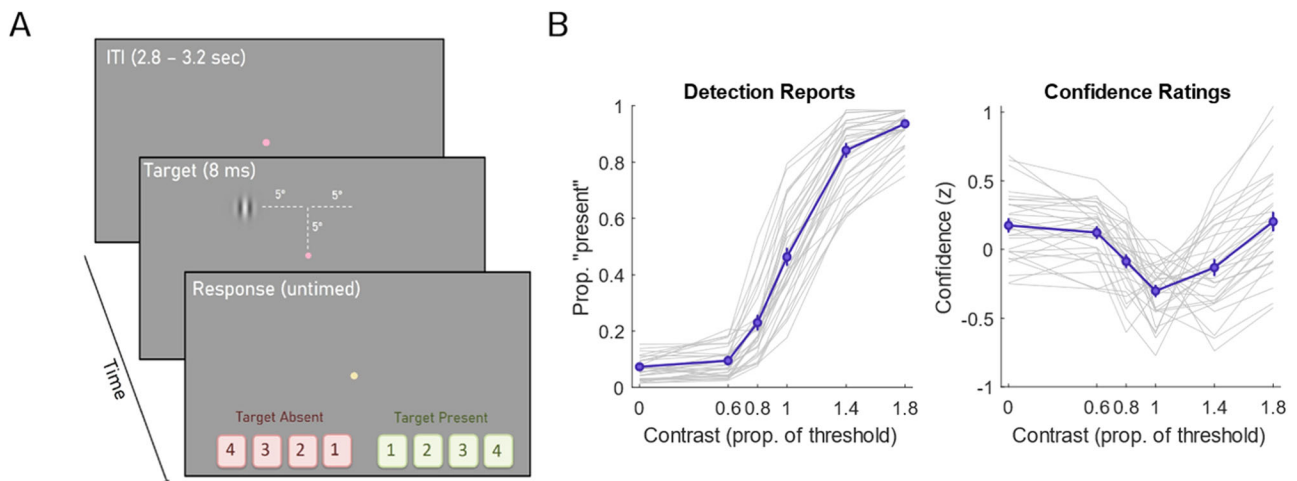 A
ITI (2.8 – 3.2 sec)
Target (8 ms)
5° 5°
5°
Response (untimed)
Target Absent Target Present
4 3 2 1 1 2 3 4
Time
B
Detection Reports
Prop. "present"
1
0.8
0.6
0.4
0.2
0
0 0.6 0.8 1 1.4 1.8
Contrast (prop. of threshold)
Confidence Ratings
Confidence (z)
1
0.5
0
-0.5
-1
0 0.6 0.8 1 1.4 1.8
Contrast (prop. of threshold)